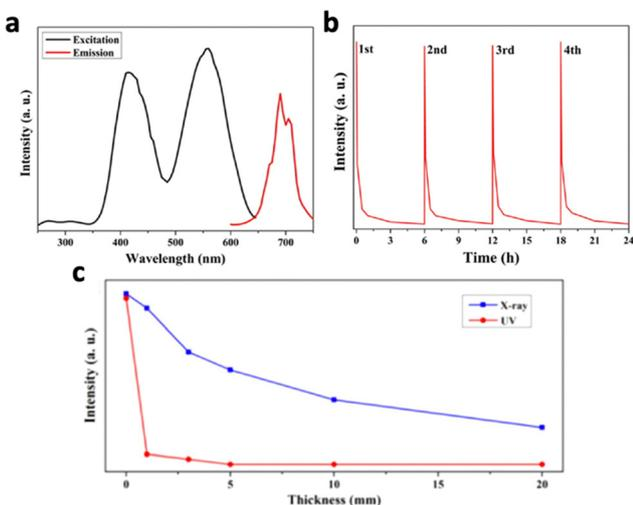 a
Excitation
Emission
Intensity (a. u.)
300 400 500 600 700
Wavelength (nm)
b
1st 2nd 3rd 4th
Intensity (a. u.)
0 3 6 9 12 15 18 21 24
Time (h)
c
X-ray
UV
Intensity (a. u.)
0 5 10 15 20
Thickness (mm)